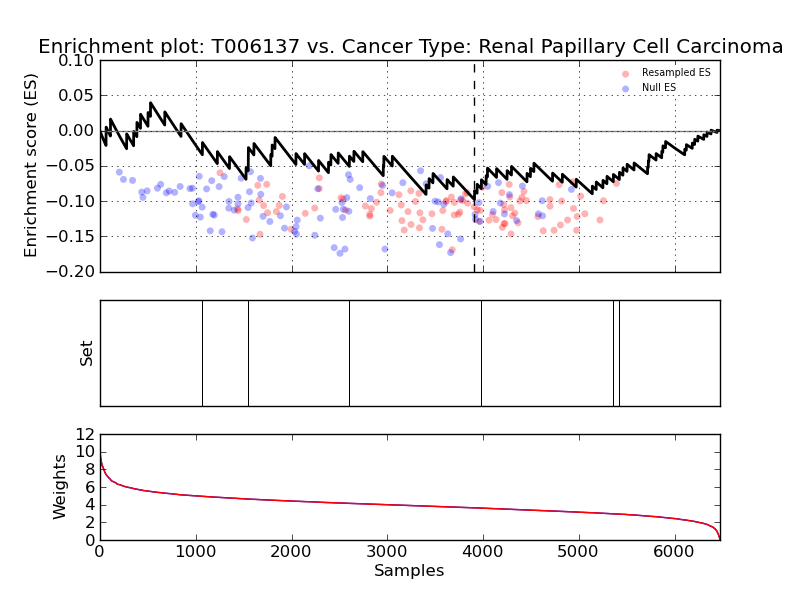 Enrichment plot: T006137 vs. Cancer Type: Renal Papillary Cell Carcinoma
Enrichment score (ES)
0.10
0.05
0.00
−0.05
−0.10
−0.15
−0.20
Resampled ES
Null ES
Set
Weights
12
10
8
6
4
2
0
0 1000 2000 3000 4000 5000 6000
Samples